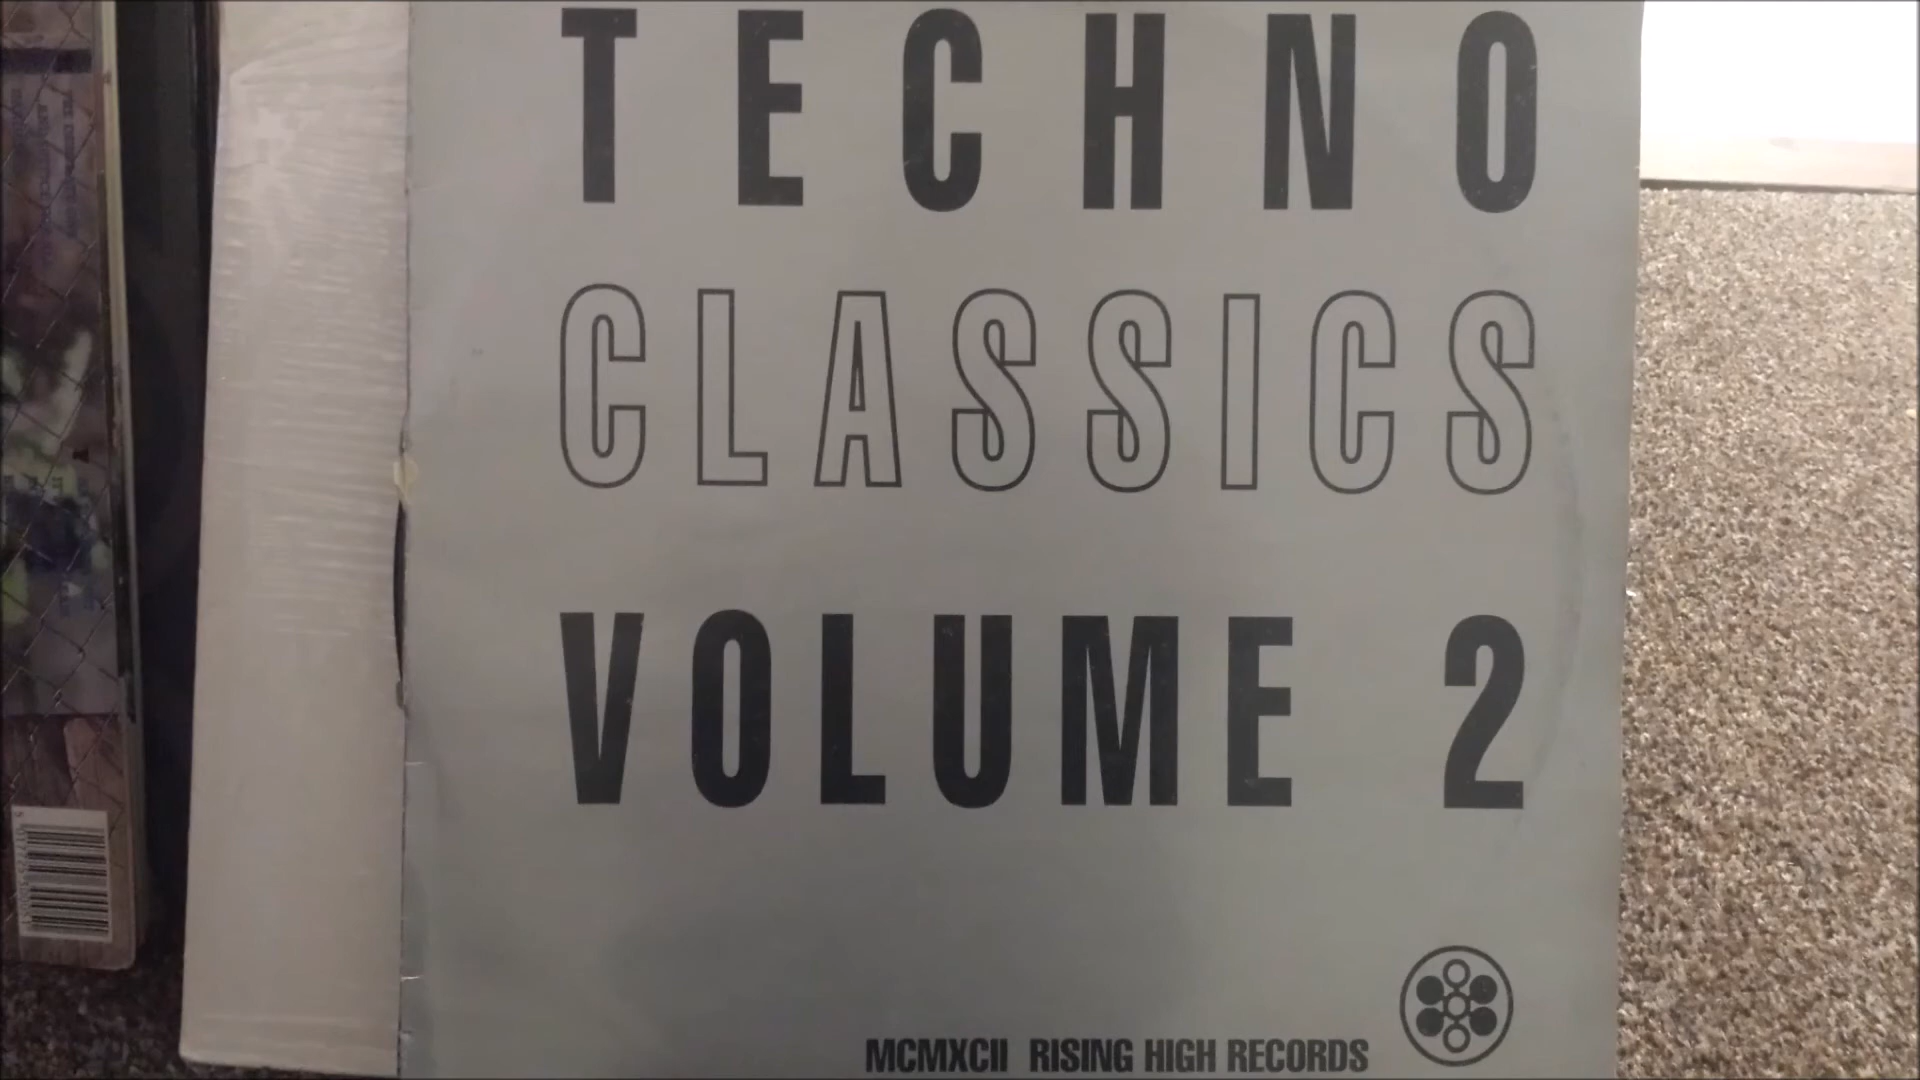 TECHNO
CLASSICS
VOLUME 2
MCMXCII RISING HIGH RECORDS